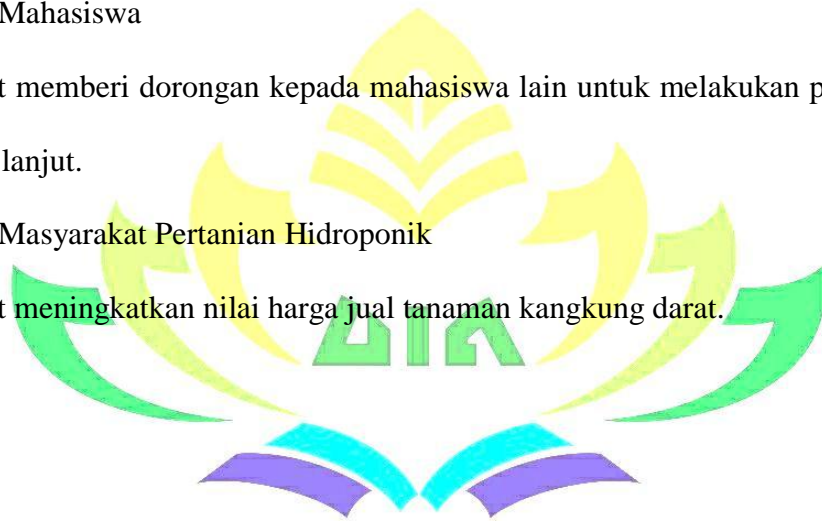 Mahasiswa
t memberi dorongan kepada mahasiswa lain untuk melakukan p
lanjut.
Masyarakat Pertanian Hidroponik
t meningkatkan nilai harga jual tanaman kangkung darat.